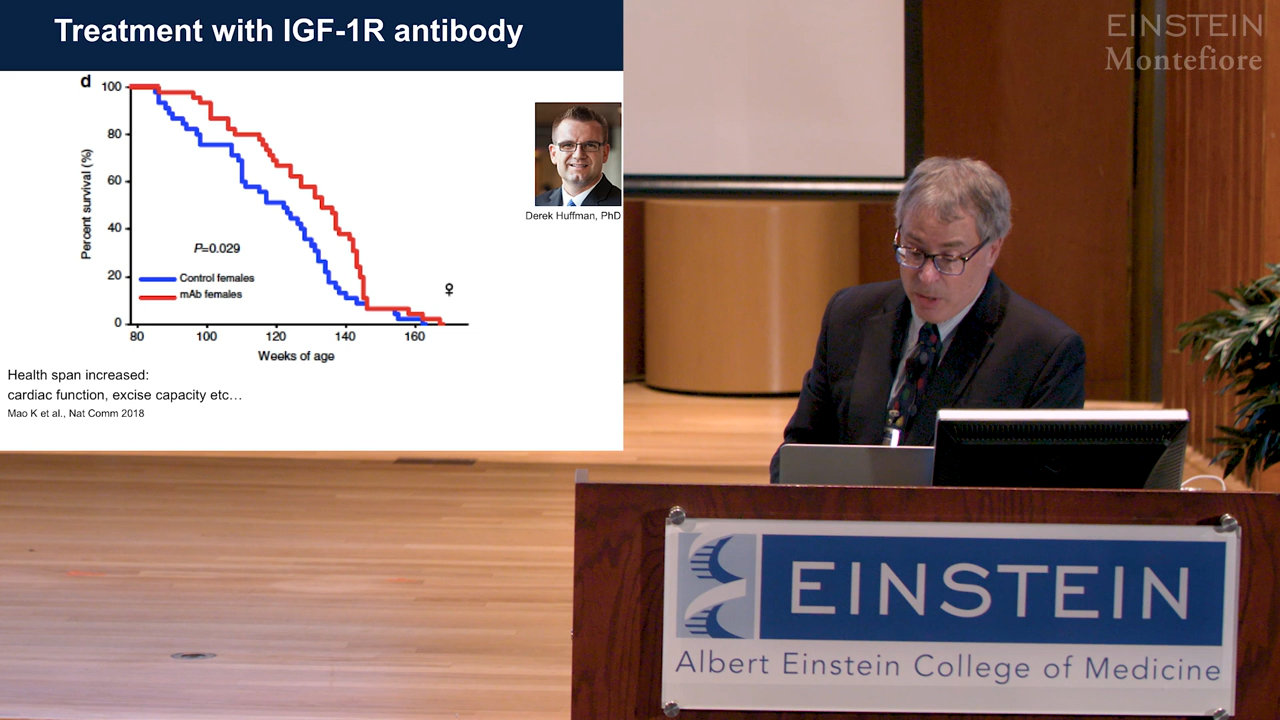 Treatment with IGF-1R antibody
EINSTEIN
Montefiore
d
100
80
60
40
20
0
Percent survival (%)
P=0.029
Control females
mAb females
♀
80 100 120 140 160
Weeks of age
Derek Huffman, PhD
Health span increased:
cardiac function, excise capacity etc…
Mao K et al., Nat Comm 2018
EINSTEIN
Albert Einstein College of Medicine